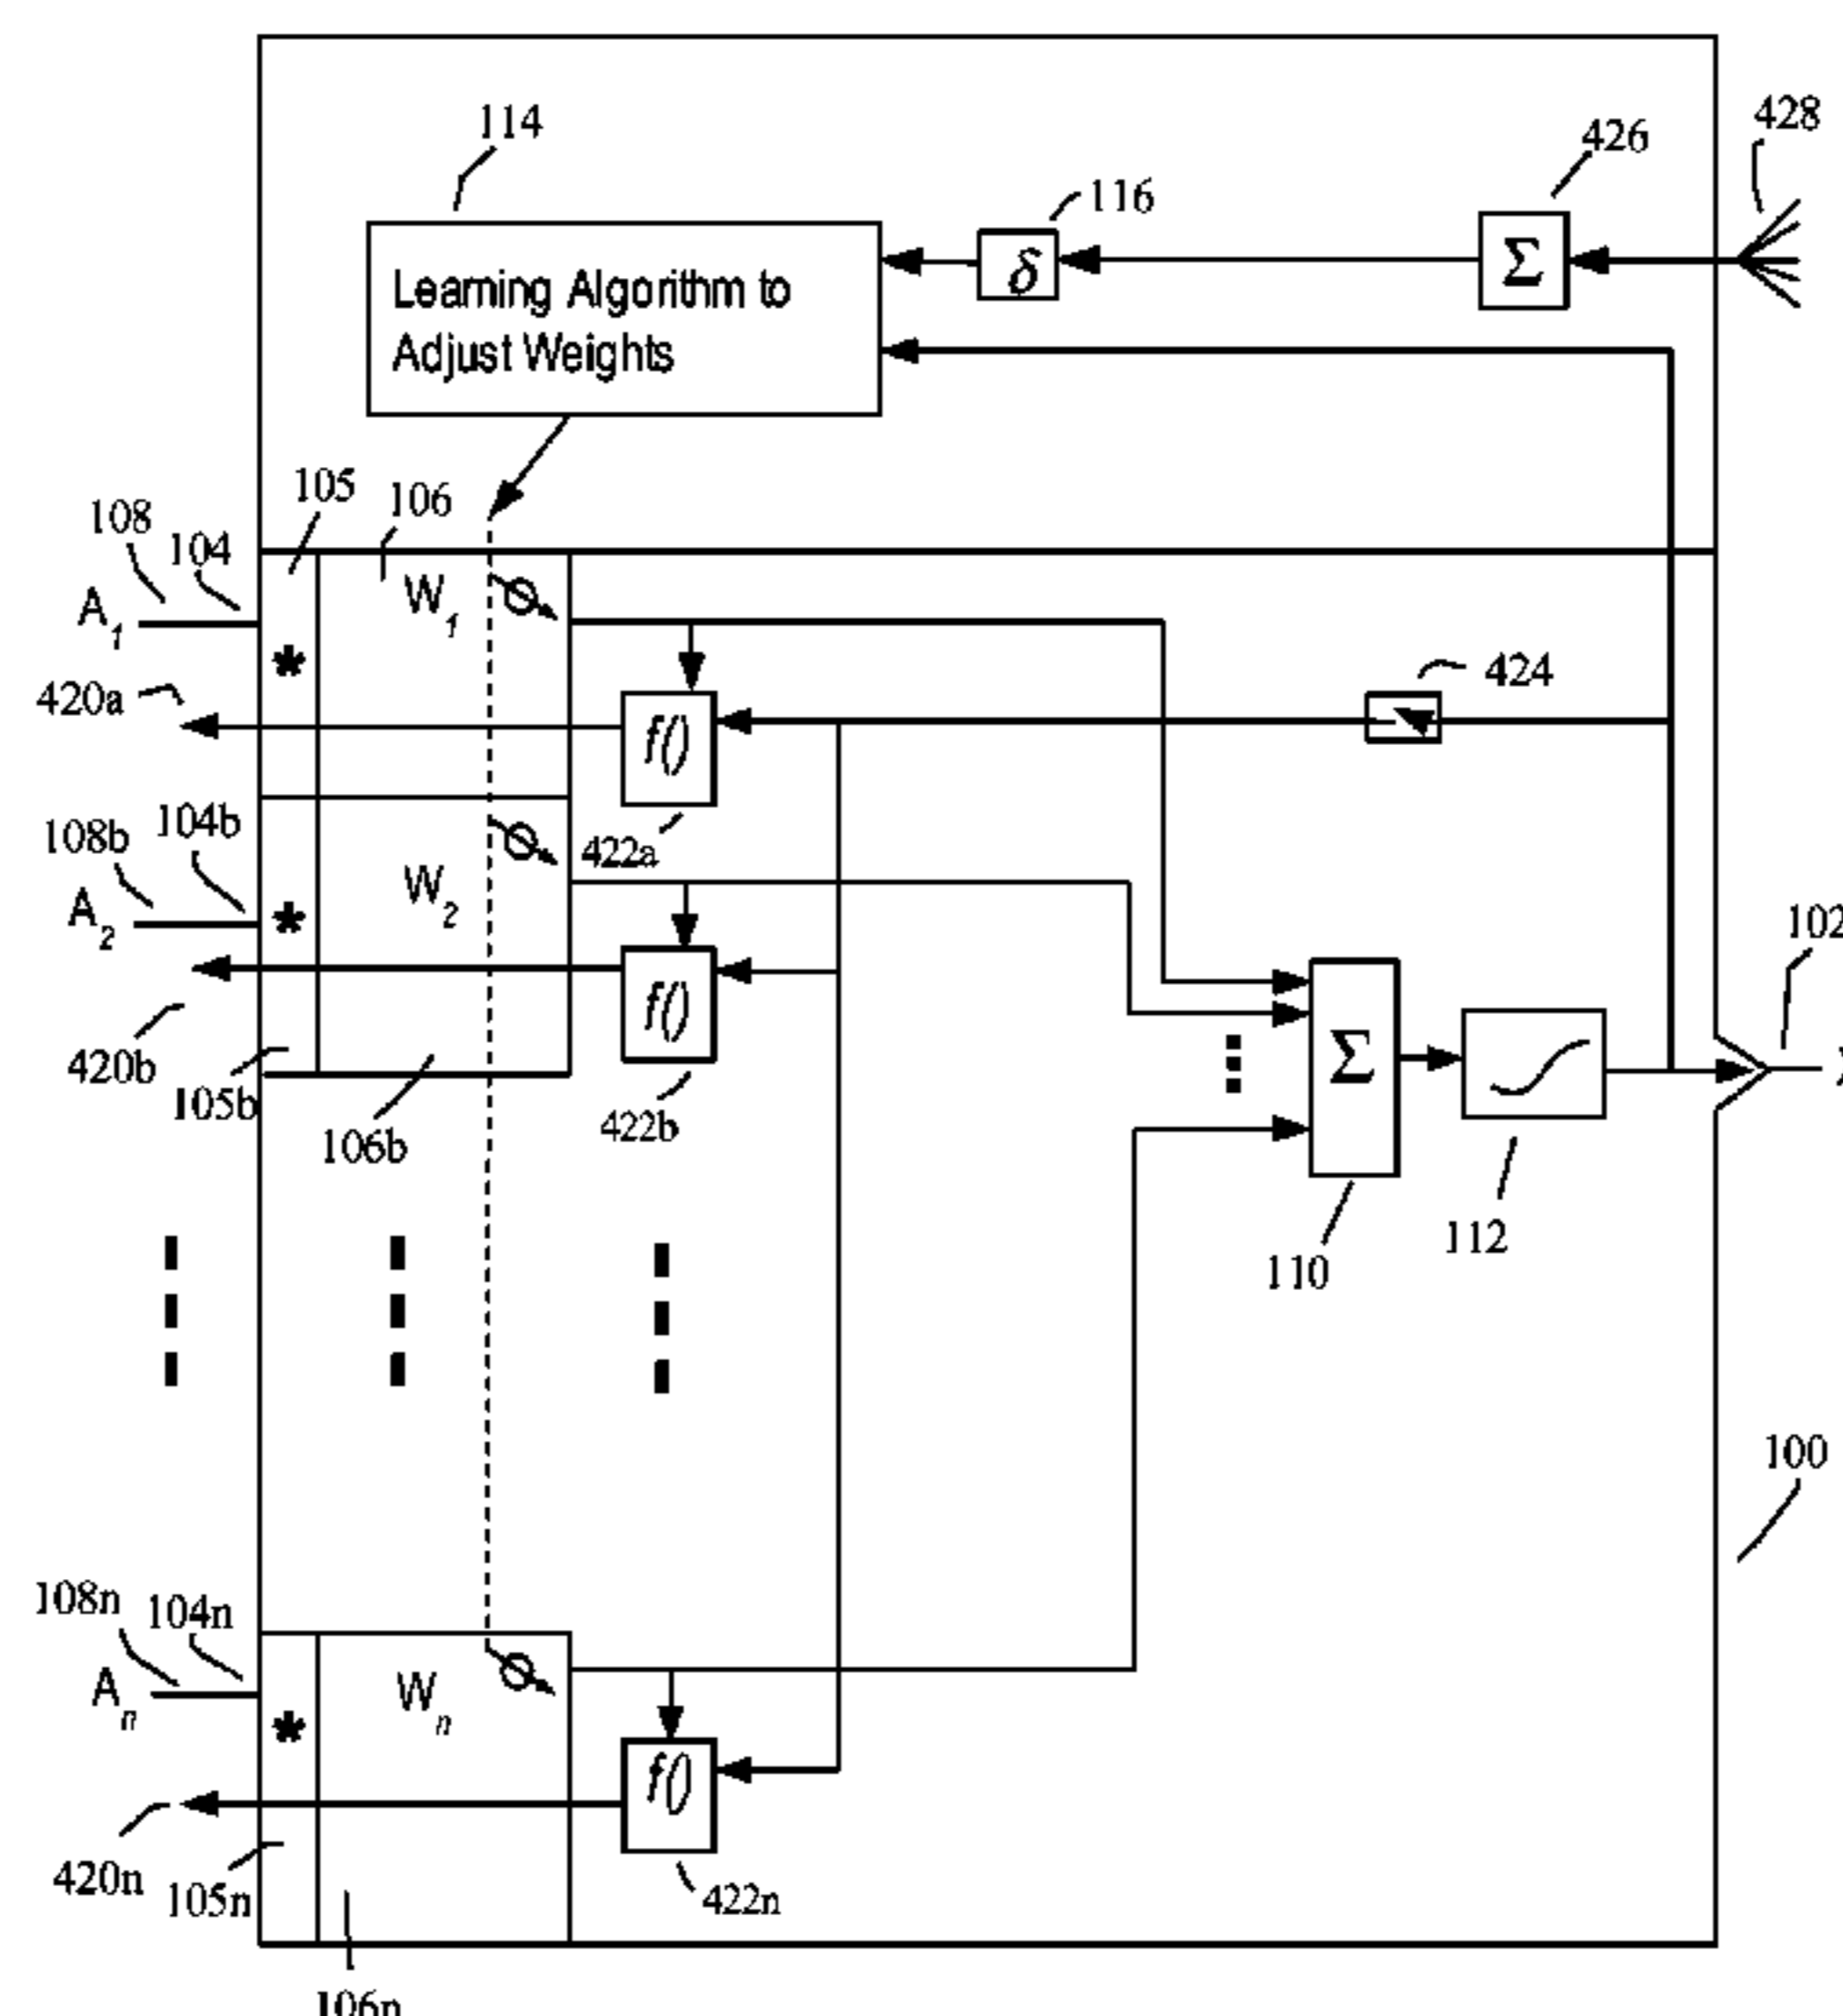 114
426
428
116
δ
Σ
Learning Algorithm to
Adjust Weights
105
106
108
104
A1
W1
*
420a
424
f()
422a
108b
104b
A2
W2
*
102
f()
Σ
420b
105b
106b
422b
110
112
100
108n
104n
An
Wn
*
f()
420n
105n
422n
106n